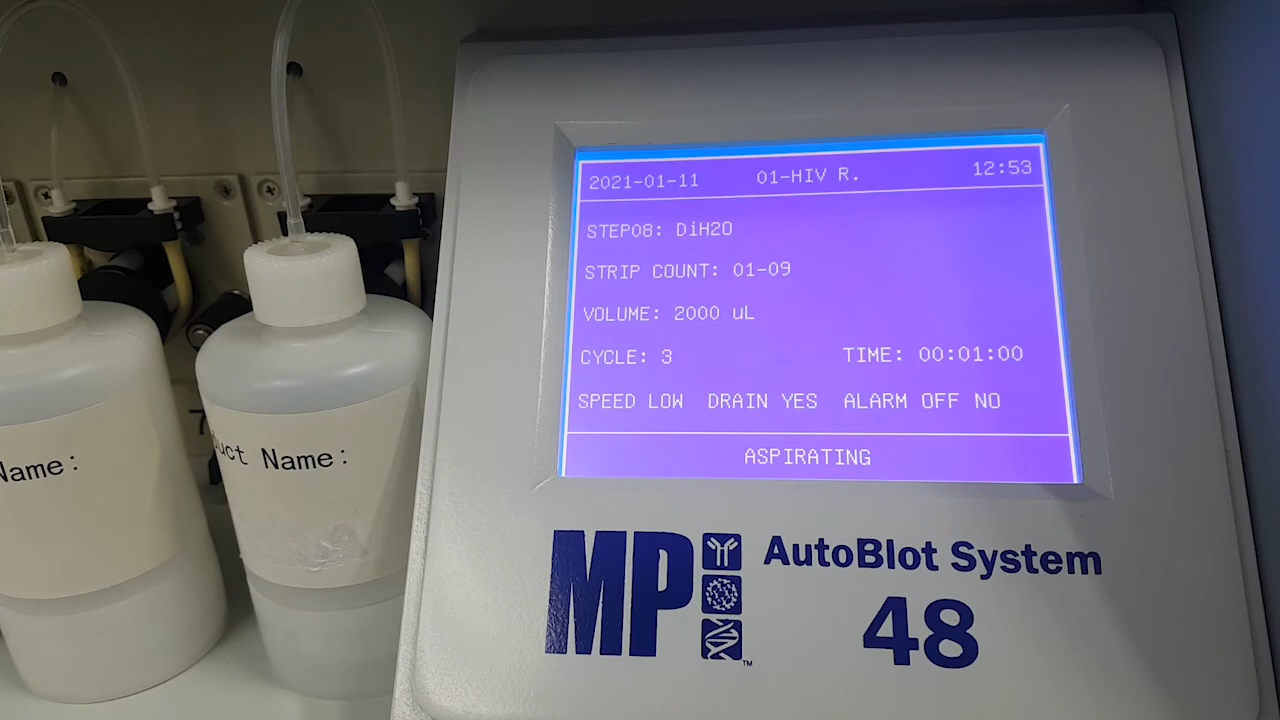 2021-01-11 01-HIV R. 12:53
STEP08: DiH2O
STRIP COUNT: 01-09
VOLUME: 2000 uL
CYCLE: 3 TIME: 00:01:00
SPEED LOW DRAIN YES ALARM OFF NO
ASPIRATING
MP ™
AutoBlot System
48
Name:
uct Name: